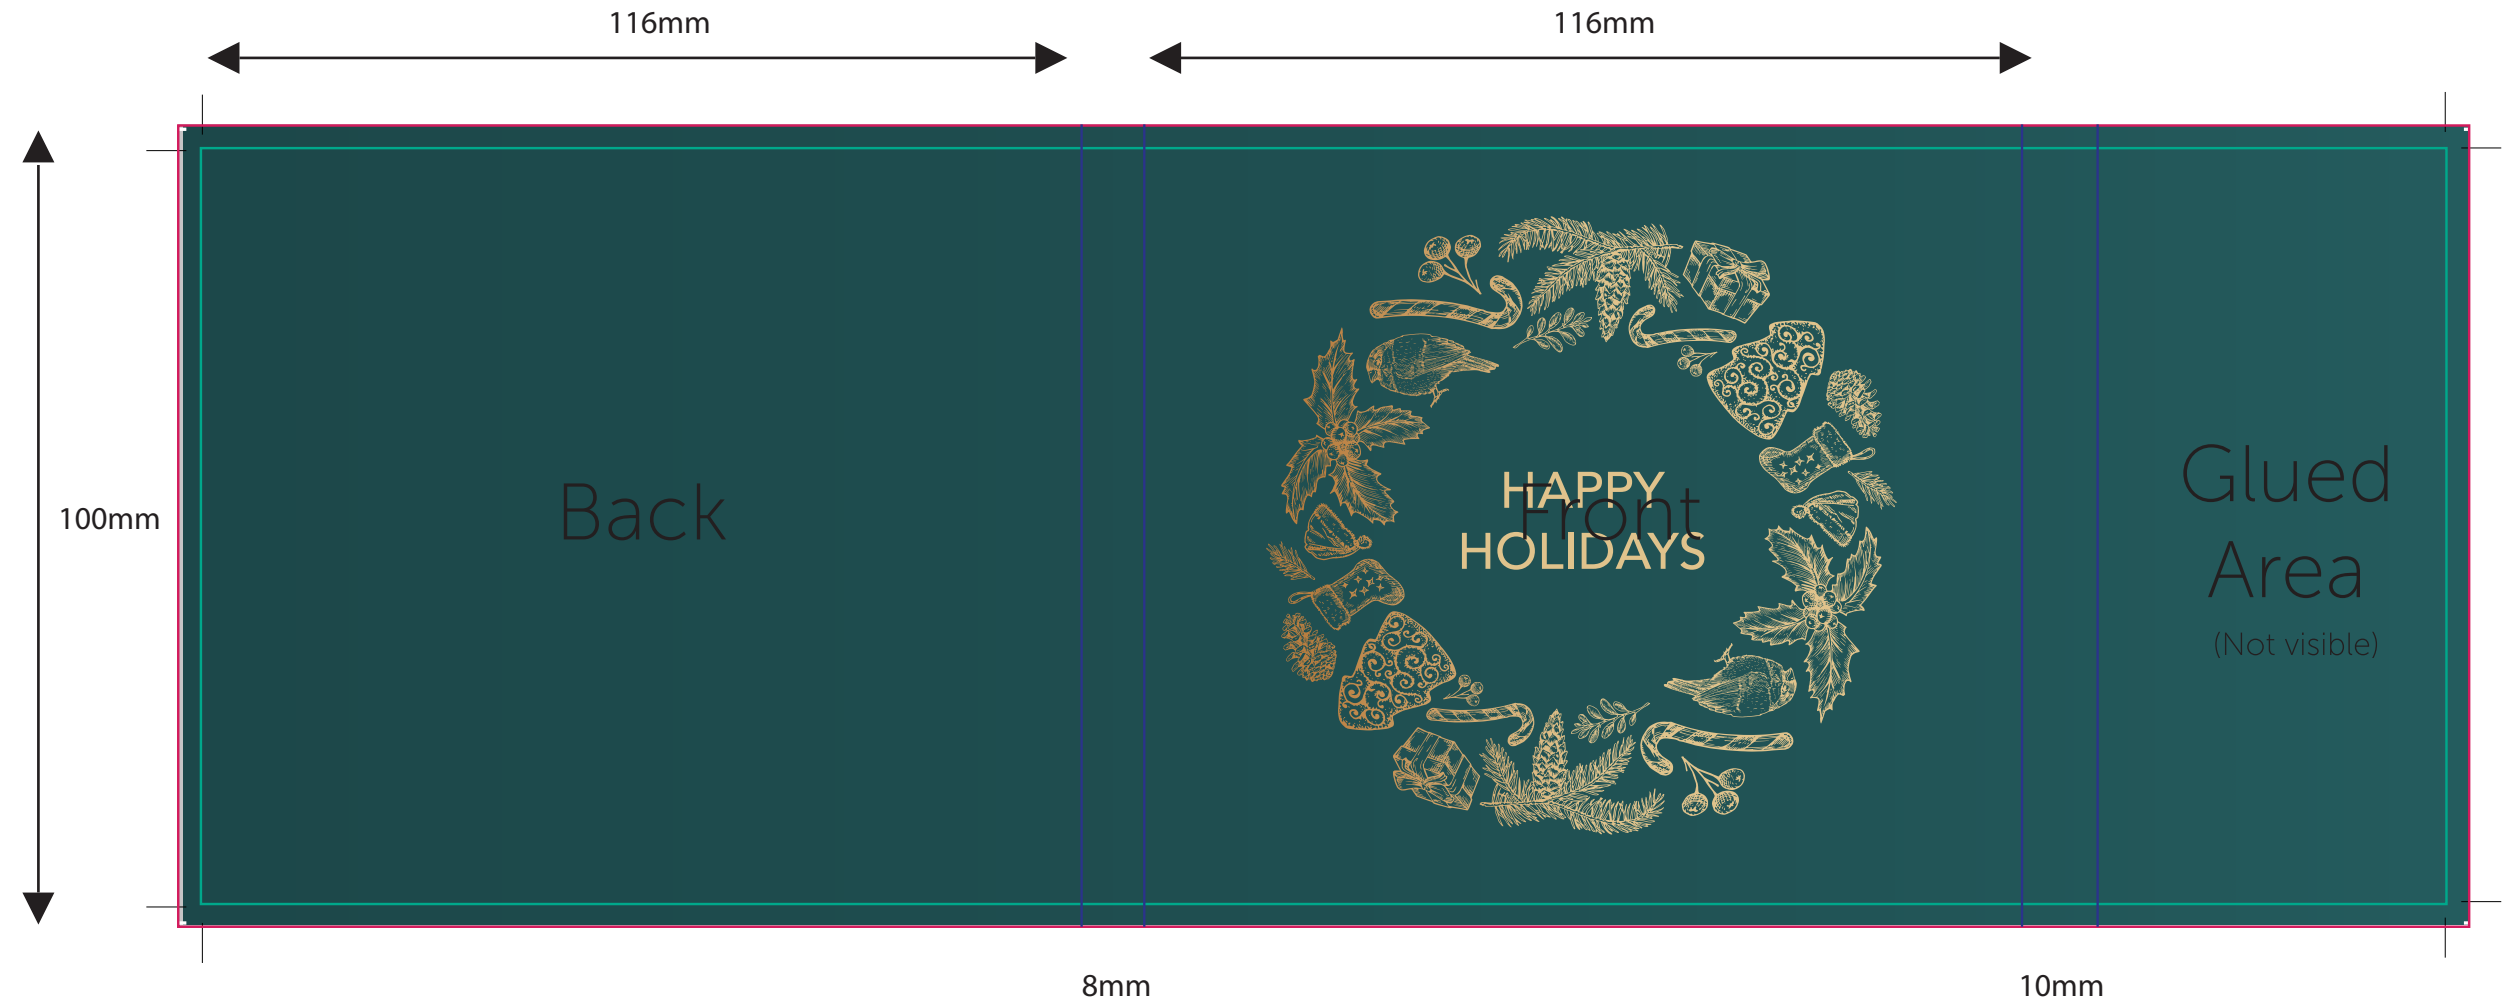 116mm
116mm
100mm
Back
HAPPY
HOLIDAYS
Front
Glued
Area
(Not visible)
8mm
10mm